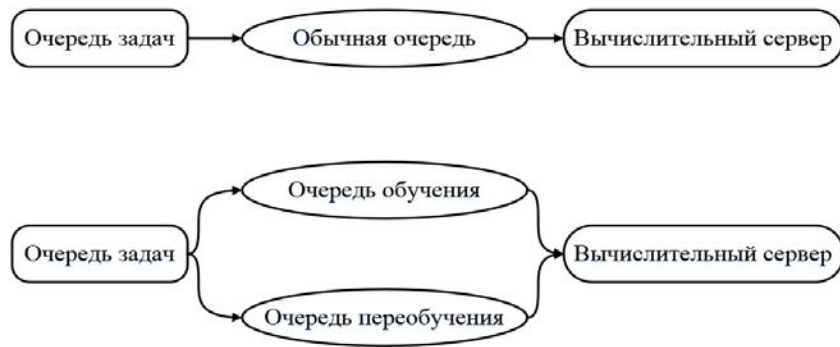 Очередь задач
Обычная очередь
Вычислительный сервер
Очередь обучения
Очередь задач
Вычислительный сервер
Очередь переобучения